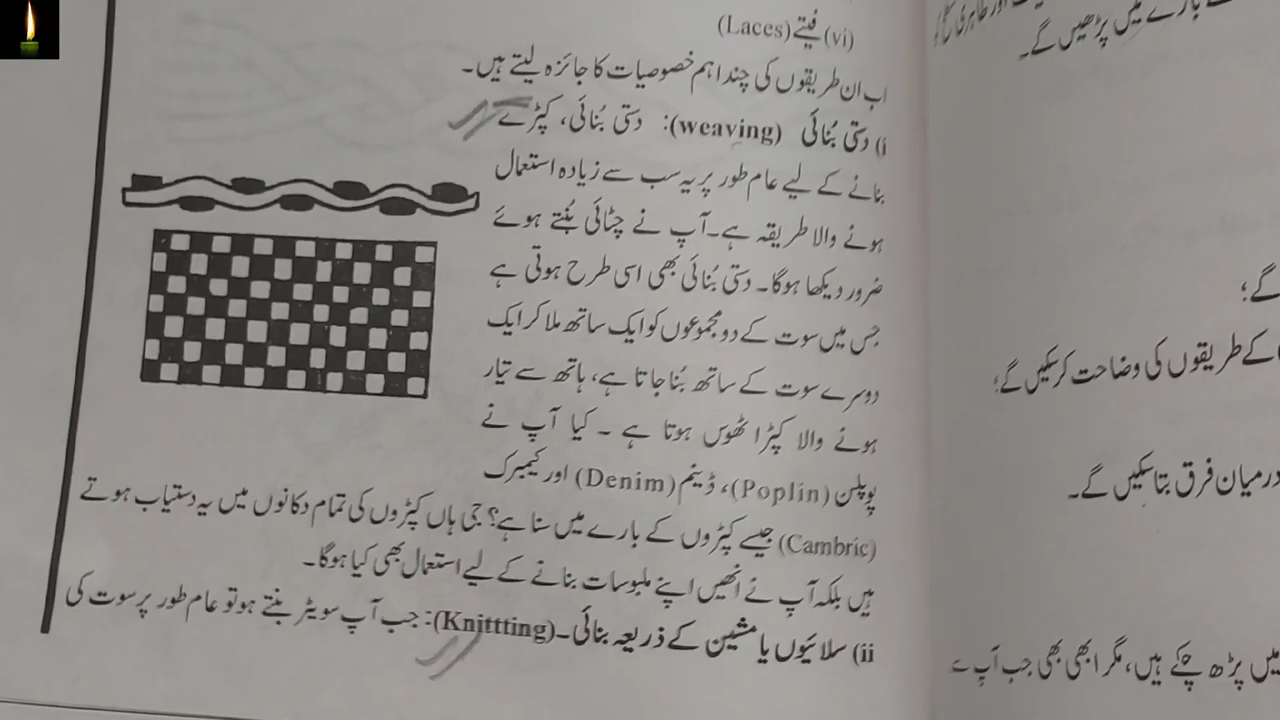 (vi) فیتے (Laces)
اب ان طریقوں کی چند اہم خصوصیات کا جائزہ لیتے ہیں۔
i) دستی بُنائی (weaving): دستی بُنائی، کپڑے
بنانے کے لیے عام طور پر یہ سب سے زیادہ استعمال
ہونے والا طریقہ ہے۔ آپ نے چٹائی بُنتے ہوئے
ضرور دیکھا ہوگا۔ دستی بُنائی بھی اسی طرح ہوتی ہے
جس میں سوت کے دو مجموعوں کو ایک ساتھ ملا کر ایک
دوسرے سوت کے ساتھ بُنا جاتا ہے، ہاتھ سے تیار
ہونے والا کپڑا ٹھوس ہوتا ہے ۔ کیا آپ نے
پوپلن (Poplin)، ڈینم (Denim) اور کیمبرک
(Cambric) جیسے کپڑوں کے بارے میں سنا ہے؟ جی ہاں کپڑوں کی تمام دکانوں میں یہ دستیاب ہوتے
ہیں بلکہ آپ نے انھیں اپنے ملبوسات بنانے کے لیے استعمال بھی کیا ہوگا۔
ii) سلائیوں یا مشین کے ذریعہ بنائی۔ (Knittting): جب آپ سویٹر بنتے ہو تو عام طور پر سوت کی
کے بارے میں پڑھیں گے۔
گے؛
کے طریقوں کی وضاحت کرسکیں گے؛
درمیان فرق بتا سکیں گے۔
میں پڑھ چکے ہیں، مگر ابھی بھی جب آپ